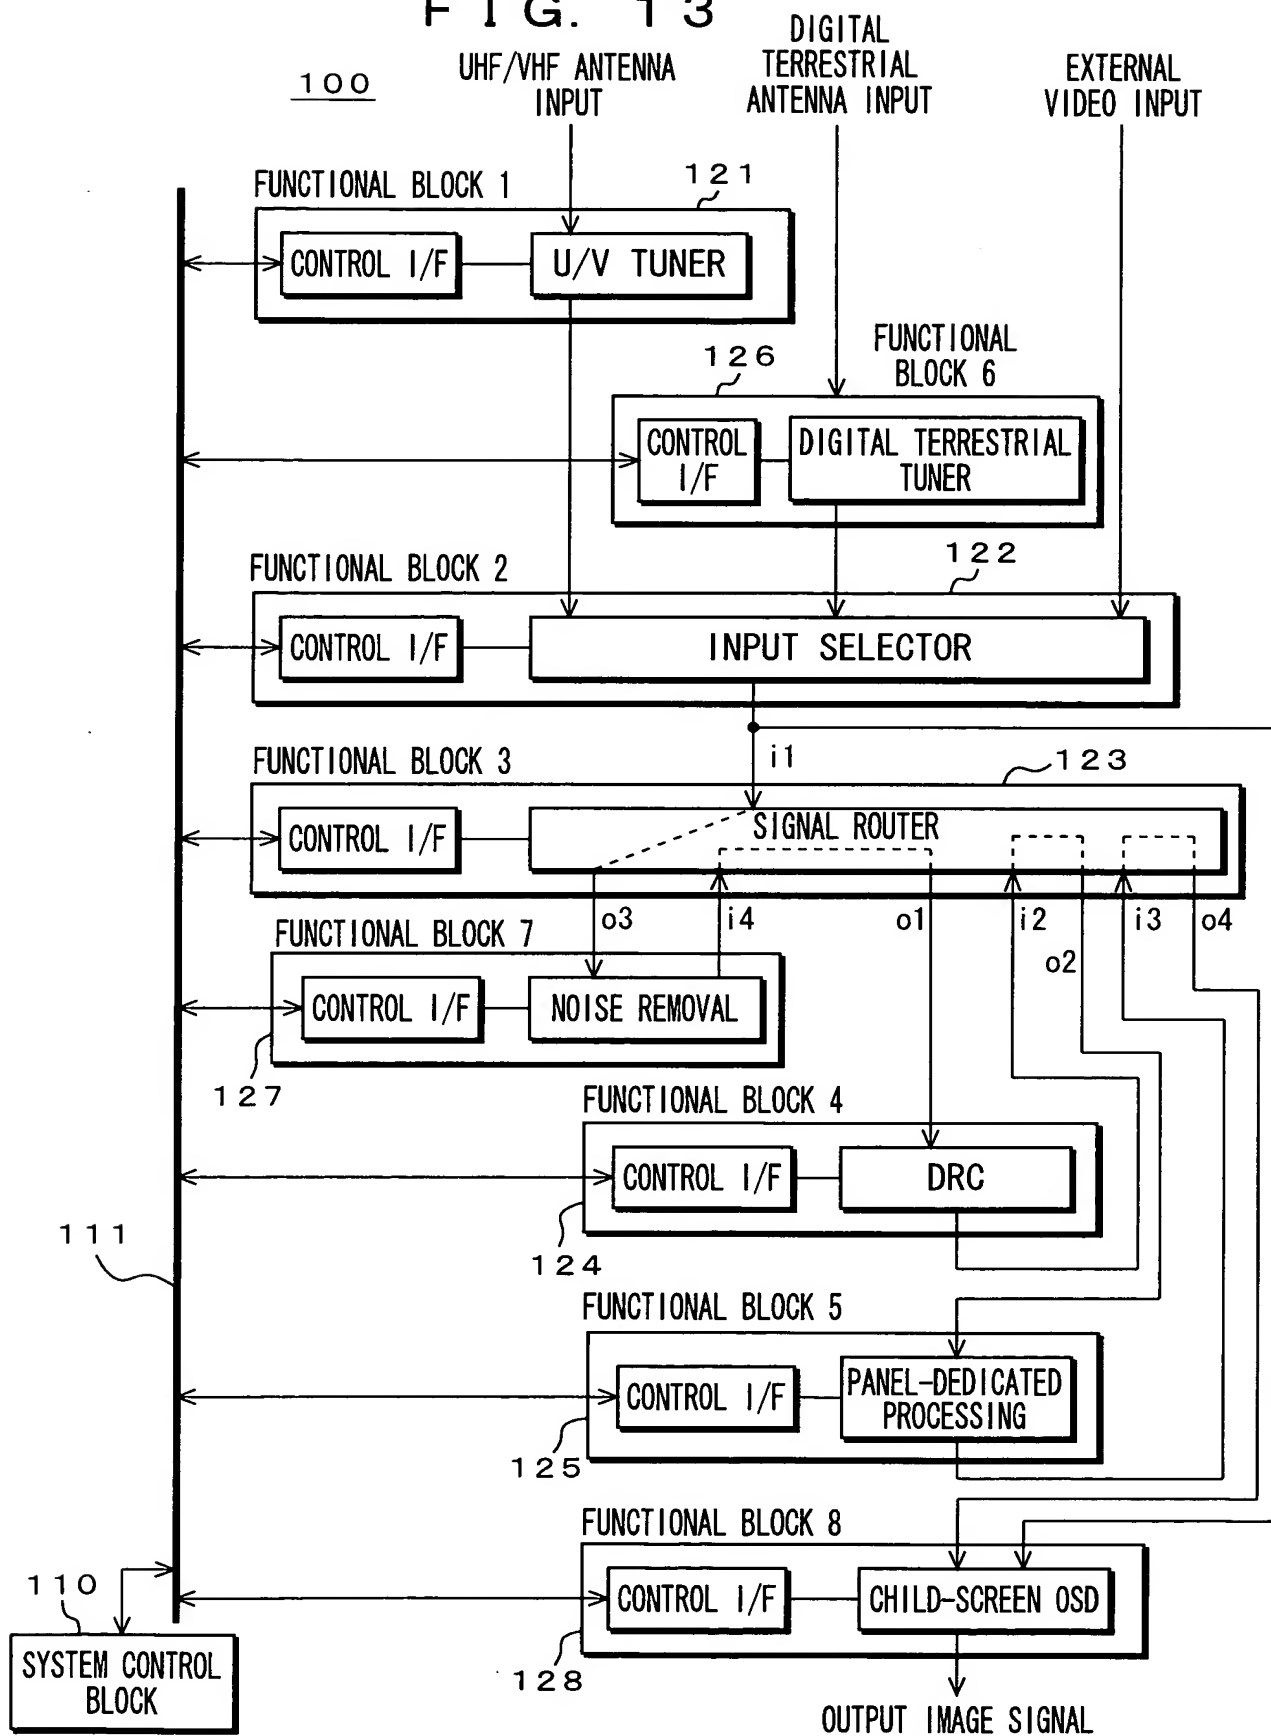 FIG. 13
100
UHF/VHF ANTENNA
INPUT
DIGITAL
TERRESTRIAL
ANTENNA INPUT
EXTERNAL
VIDEO INPUT
FUNCTIONAL BLOCK 1
121
CONTROL I/F
U/V TUNER
126
FUNCTIONAL
BLOCK 6
CONTROL
I/F
DIGITAL TERRESTRIAL
TUNER
FUNCTIONAL BLOCK 2
122
CONTROL I/F
INPUT SELECTOR
i1
FUNCTIONAL BLOCK 3
123
CONTROL I/F
SIGNAL ROUTER
o3
i4
o1
i2
o2
i3
o4
FUNCTIONAL BLOCK 7
CONTROL I/F
NOISE REMOVAL
127
FUNCTIONAL BLOCK 4
CONTROL I/F
DRC
124
111
FUNCTIONAL BLOCK 5
CONTROL I/F
PANEL-DEDICATED
PROCESSING
125
FUNCTIONAL BLOCK 8
CONTROL I/F
CHILD-SCREEN OSD
128
110
SYSTEM CONTROL
BLOCK
OUTPUT IMAGE SIGNAL